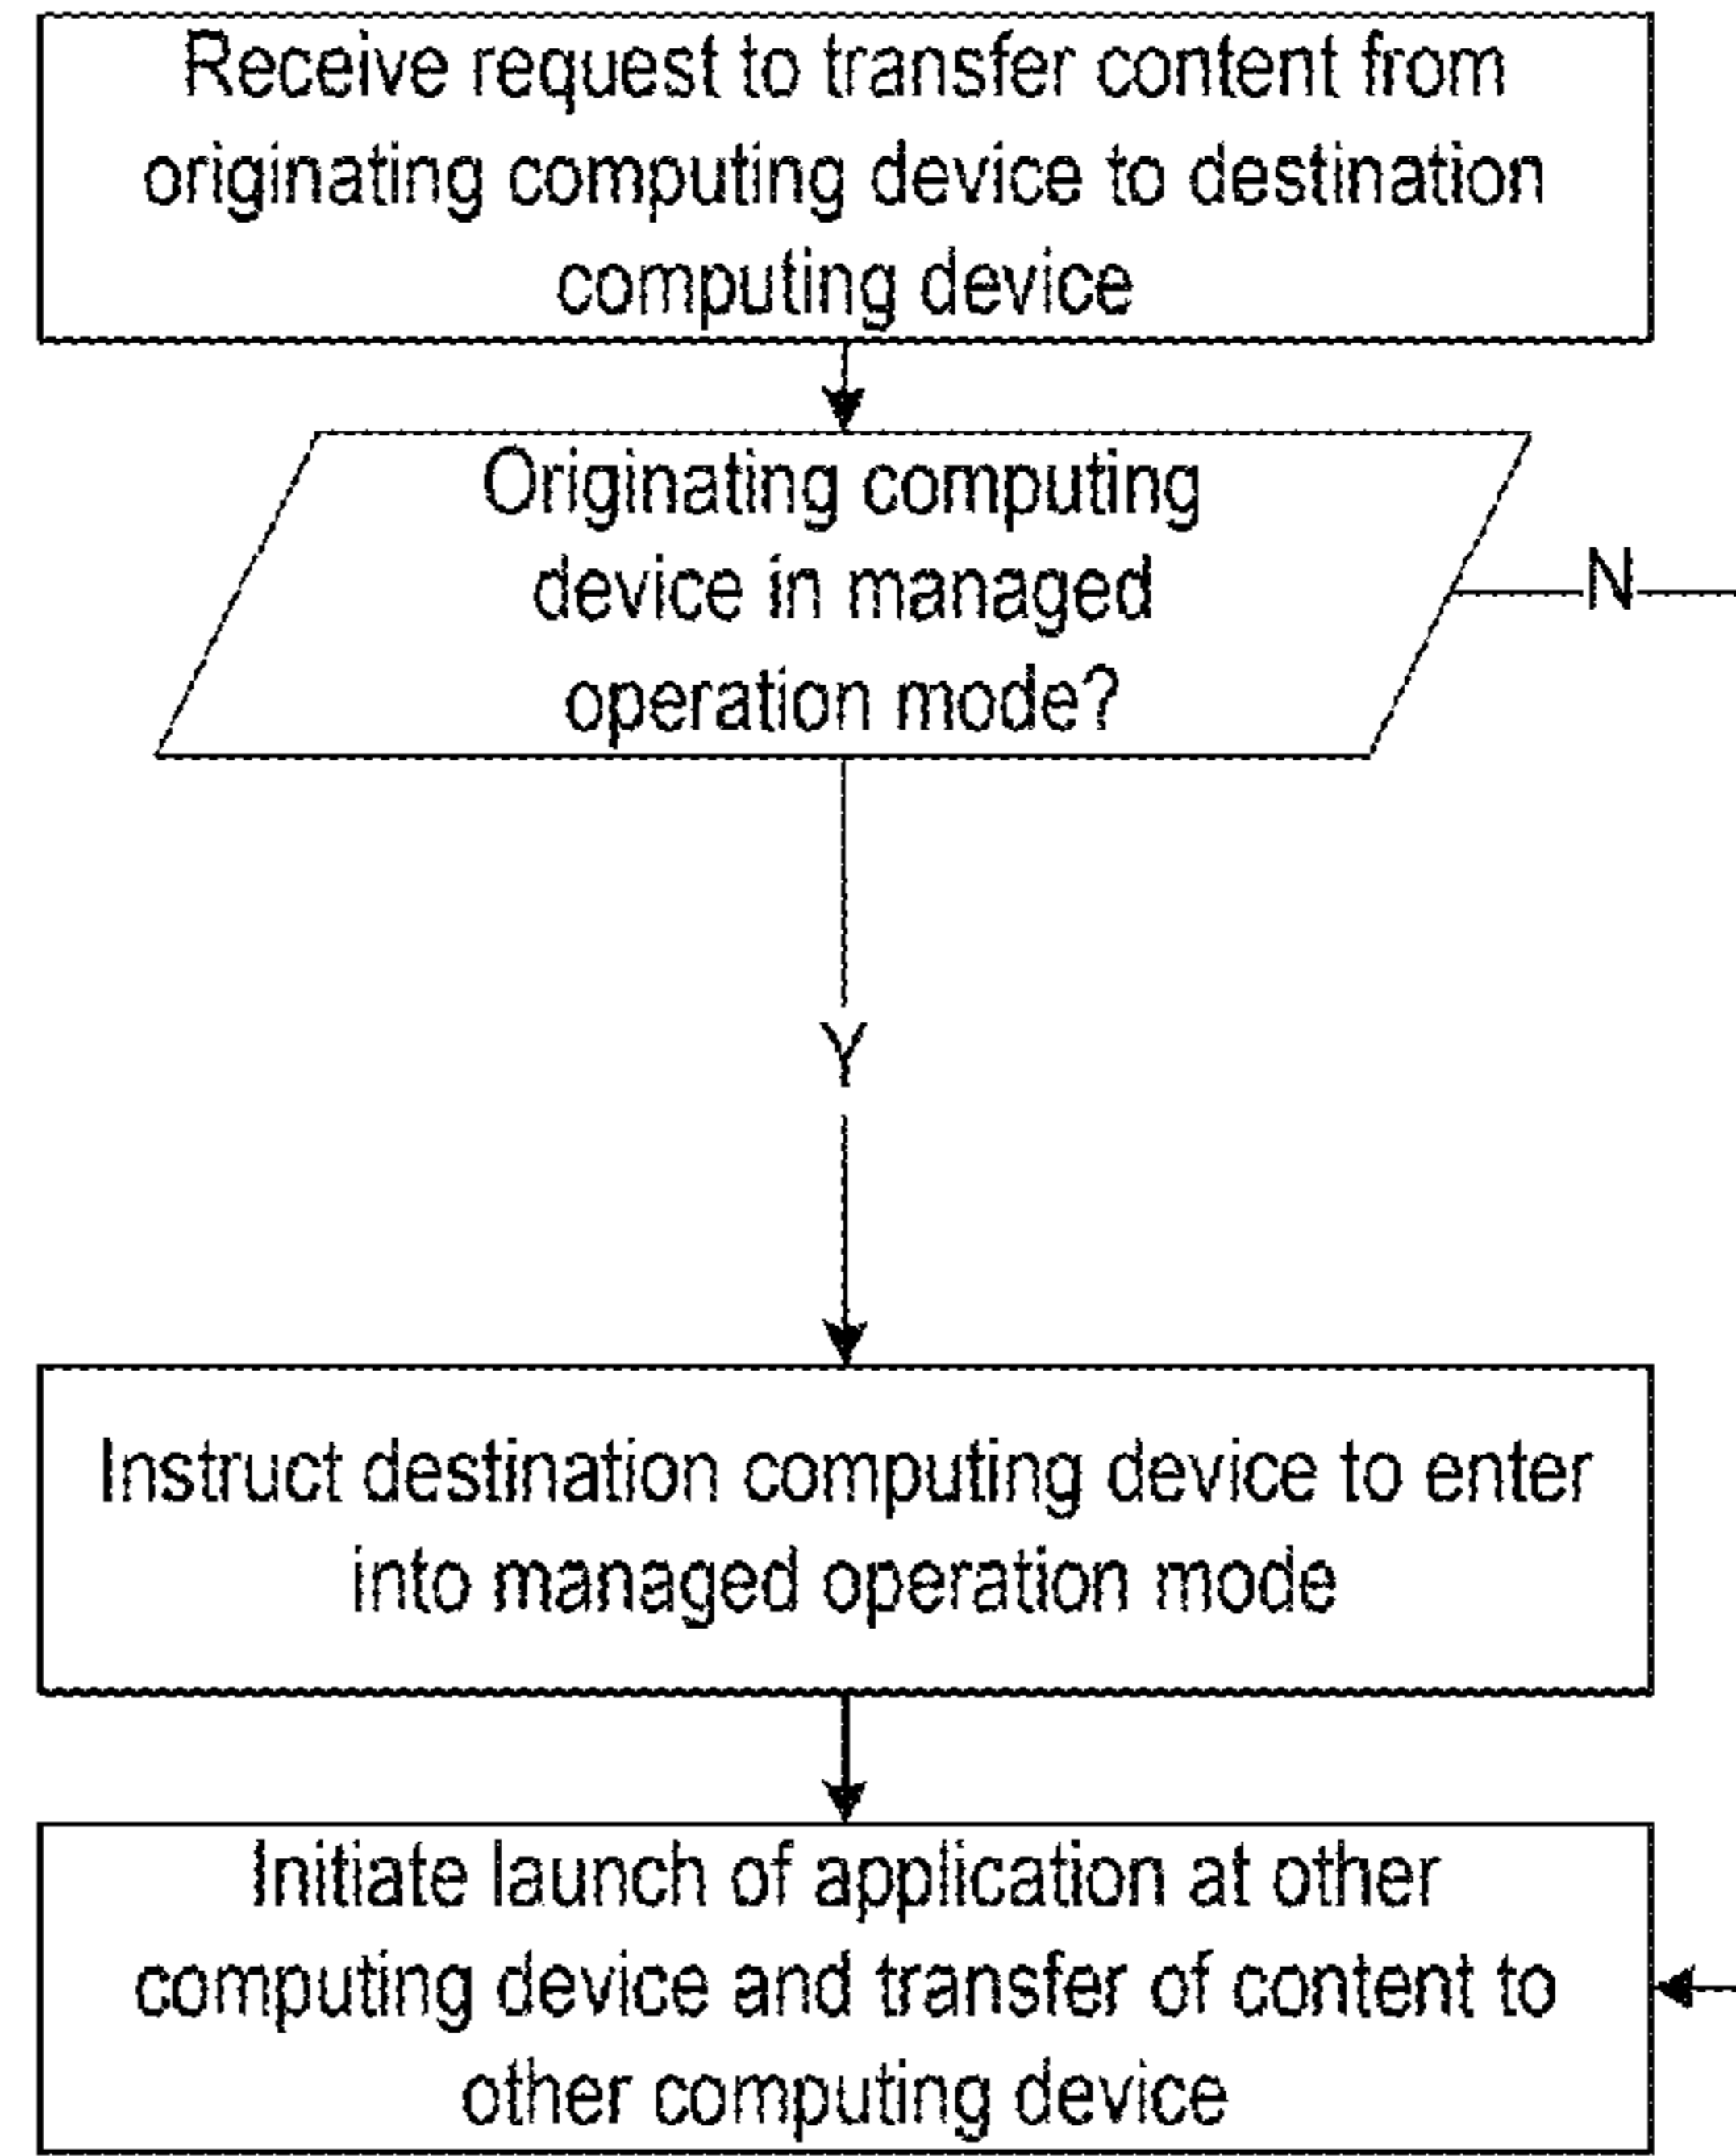 Receive request to transfer content from
originating computing device to destination
computing device
Originating computing
device in managed
operation mode?
N
Y
Instruct destination computing device to enter
into managed operation mode
Initiate launch of application at other
computing device and transfer of content to
other computing device